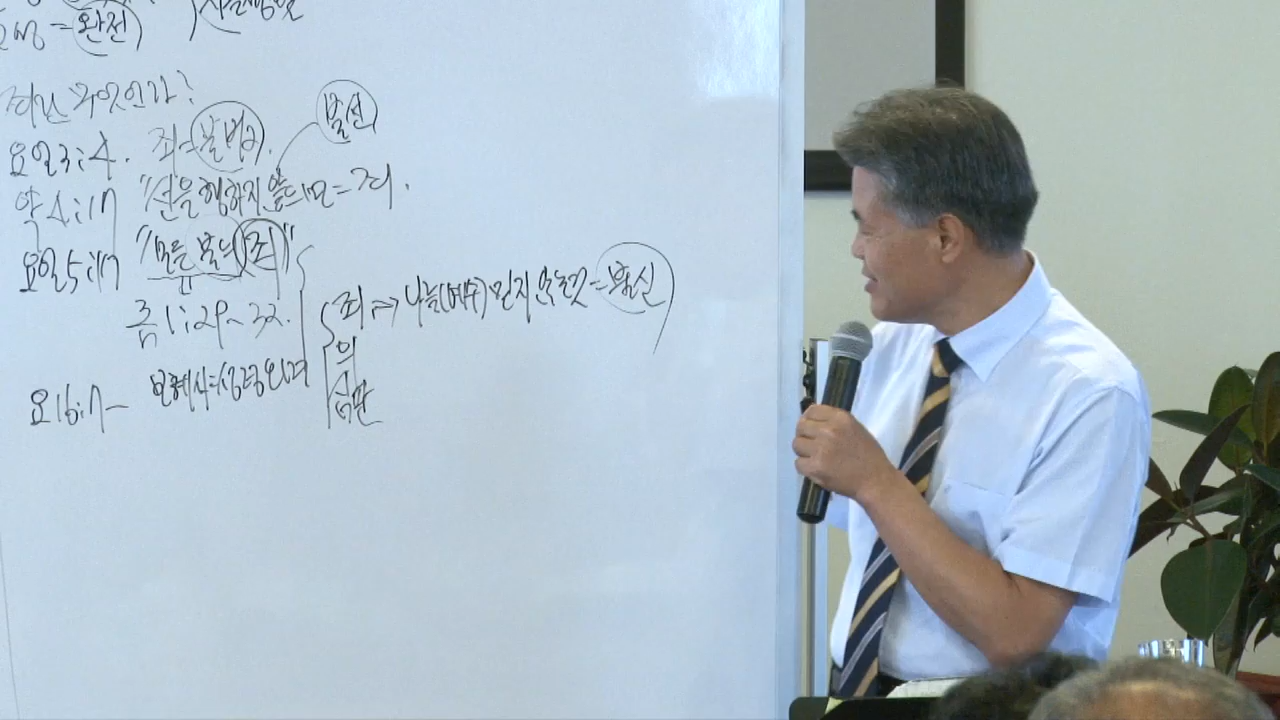 = 완전)
죄란 무엇인가?
불선
요일 3:4. 죄=불법.
약 4:17 "선을 행하지 않으면=죄.
요일 5:17 "모든 불의 죄"
죄 → 나를(예수) 믿지 않는것=불신
롬 1:29~32.
의
요 16:7~ 보혜사=성령
심판